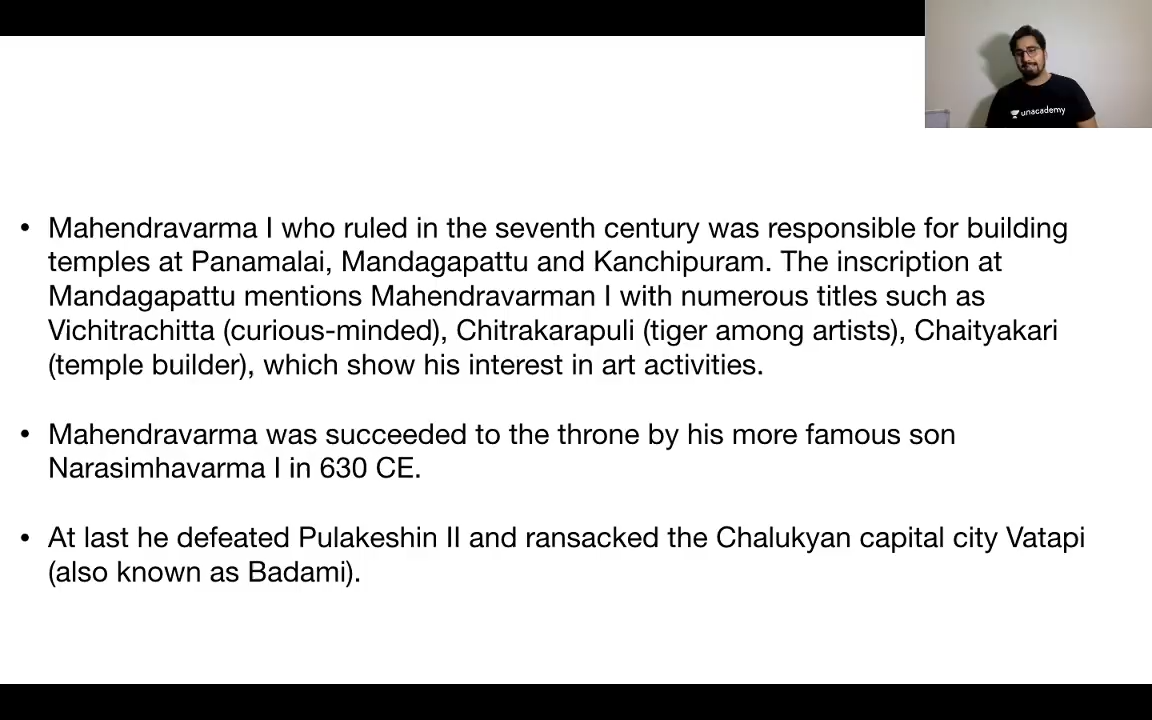 unacademy
• Mahendravarma I who ruled in the seventh century was responsible for building
temples at Panamalai, Mandagapattu and Kanchipuram. The inscription at
Mandagapattu mentions Mahendravarman I with numerous titles such as
Vichitrachitta (curious-minded), Chitrakarapuli (tiger among artists), Chaityakari
(temple builder), which show his interest in art activities.
• Mahendravarma was succeeded to the throne by his more famous son
Narasimhavarma I in 630 CE.
• At last he defeated Pulakeshin II and ransacked the Chalukyan capital city Vatapi
(also known as Badami).